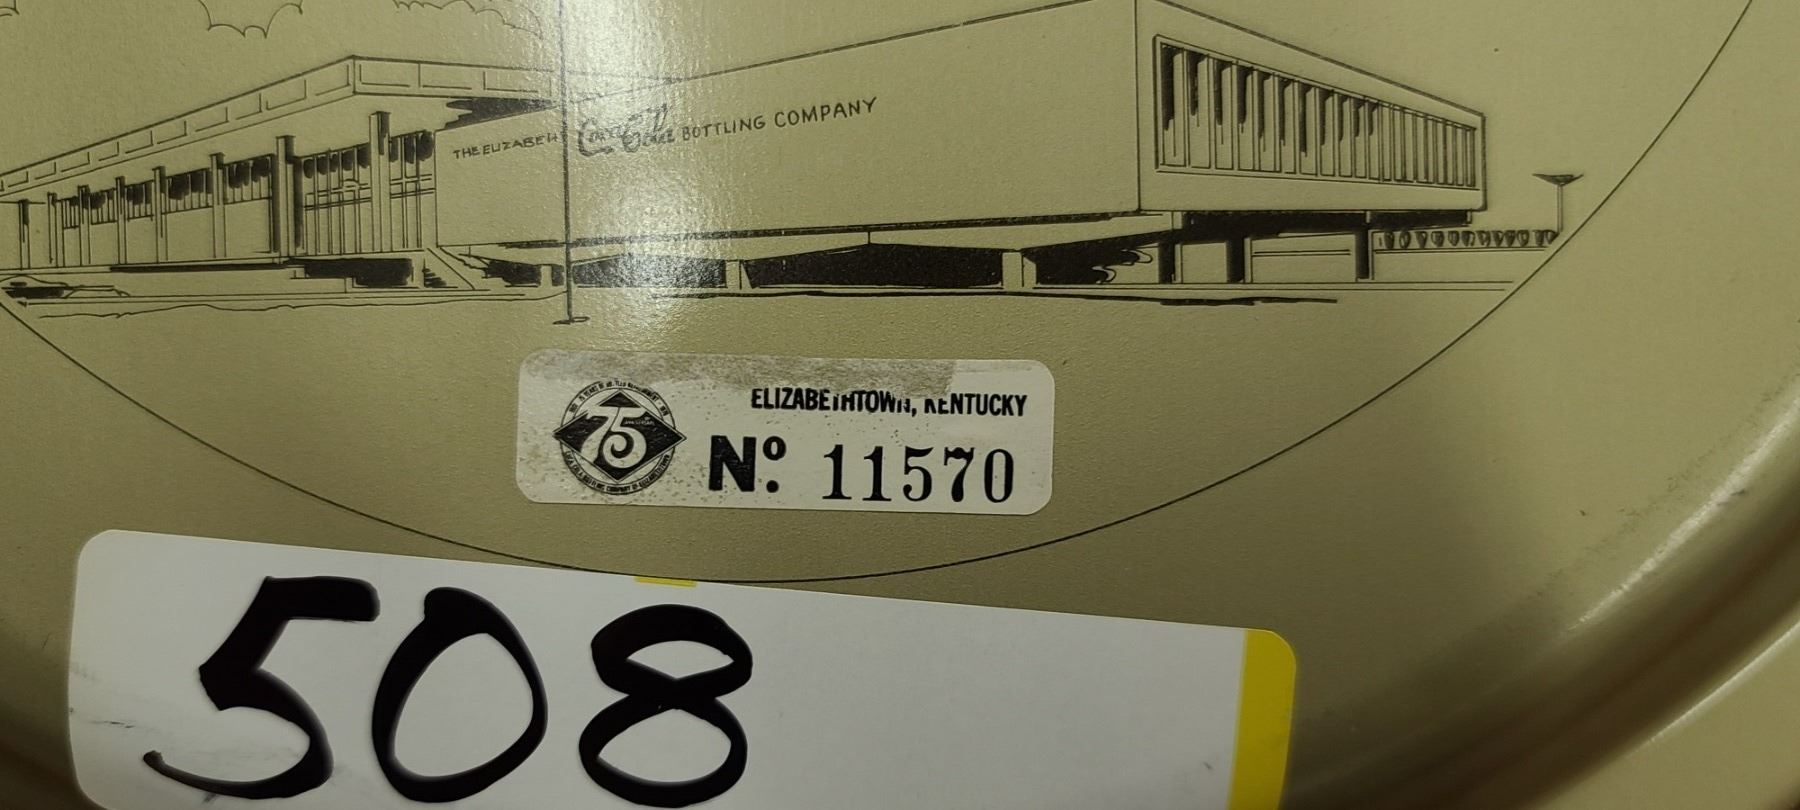 THE ELIZABETH Coca-Cola BOTTLING COMPANY
ELIZABETHTOWN, KENTUCKY
75
No: 11570
508